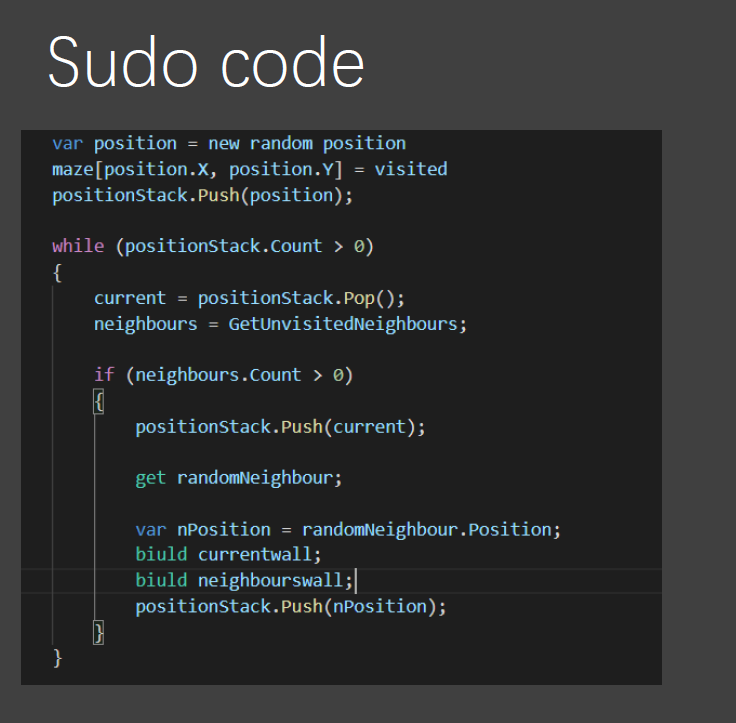 Sudo code
var position = new random position
maze[position.X, position.Y] = visited
positionStack.Push(position);
while (positionStack.Count > 0)
{
current = positionStack.Pop();
neighbours = GetUnvisitedNeighbours;
if (neighbours.Count > 0)
{
positionStack.Push(current);
get randomNeighbour;
var nPosition = randomNeighbour.Position;
biuld currentwall;
biuld neighbourswall;
positionStack.Push(nPosition);
}
}